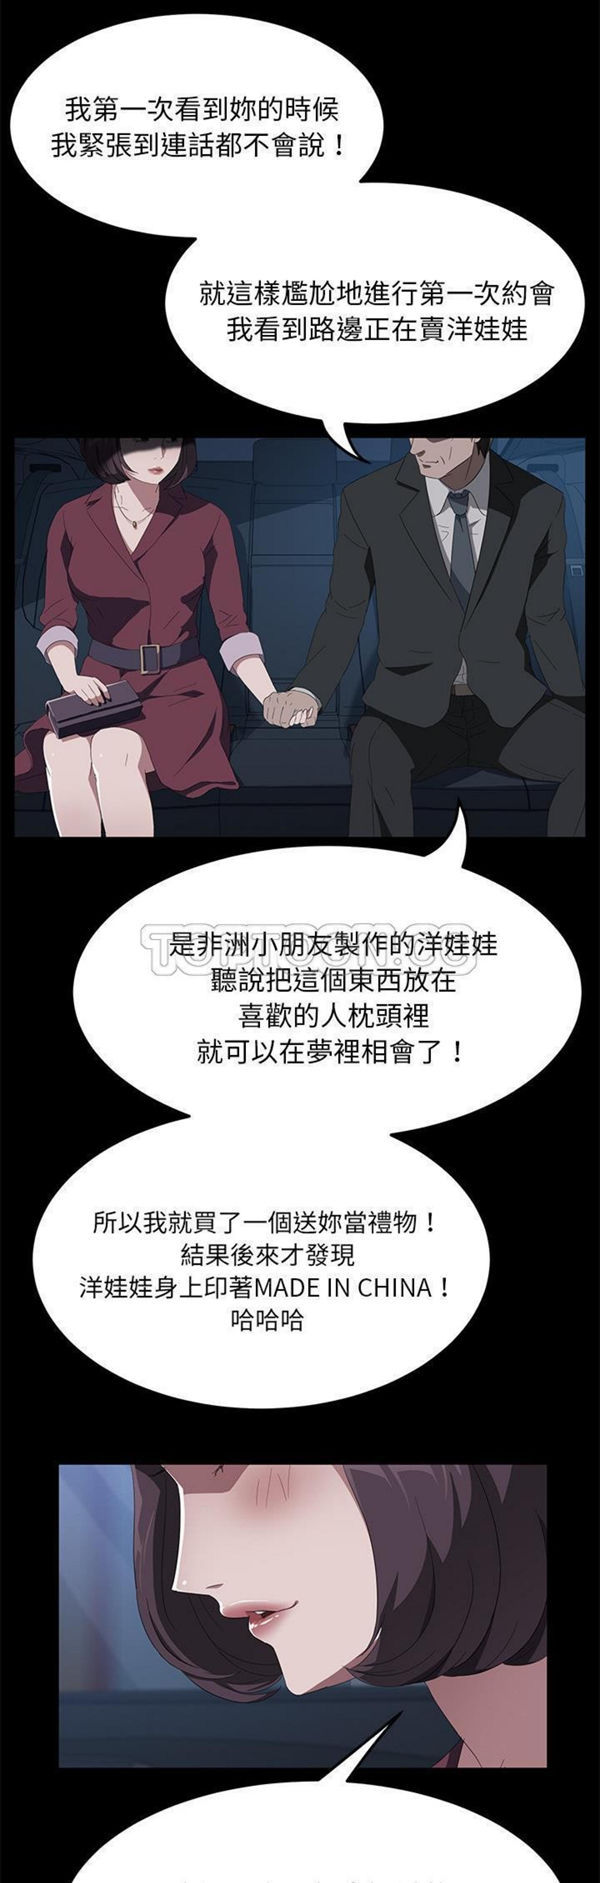 我第一次看到妳的時候
我緊張到連話都不會說！
就這樣尷尬地進行第一次約會
我看到路邊正在賣洋娃娃
是非洲小朋友製作的洋娃娃
TOPTOON.CO
聽說把這個東西放在
喜歡的人枕頭裡
就可以在夢裡相會了！
所以我就買了一個送妳當禮物！
結果後來才發現
洋娃娃身上印著MADE IN CHINA！
哈哈哈